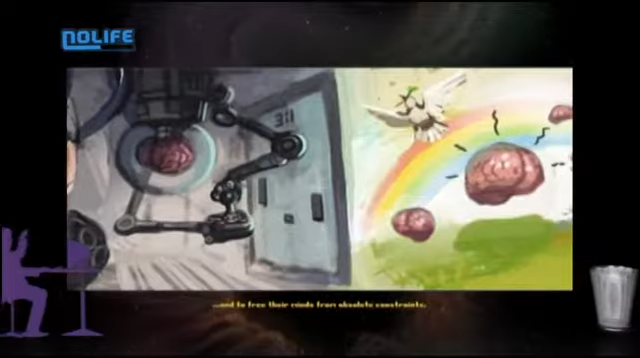 NOLIFE
311
...and to free their minds from obsolete constraints.